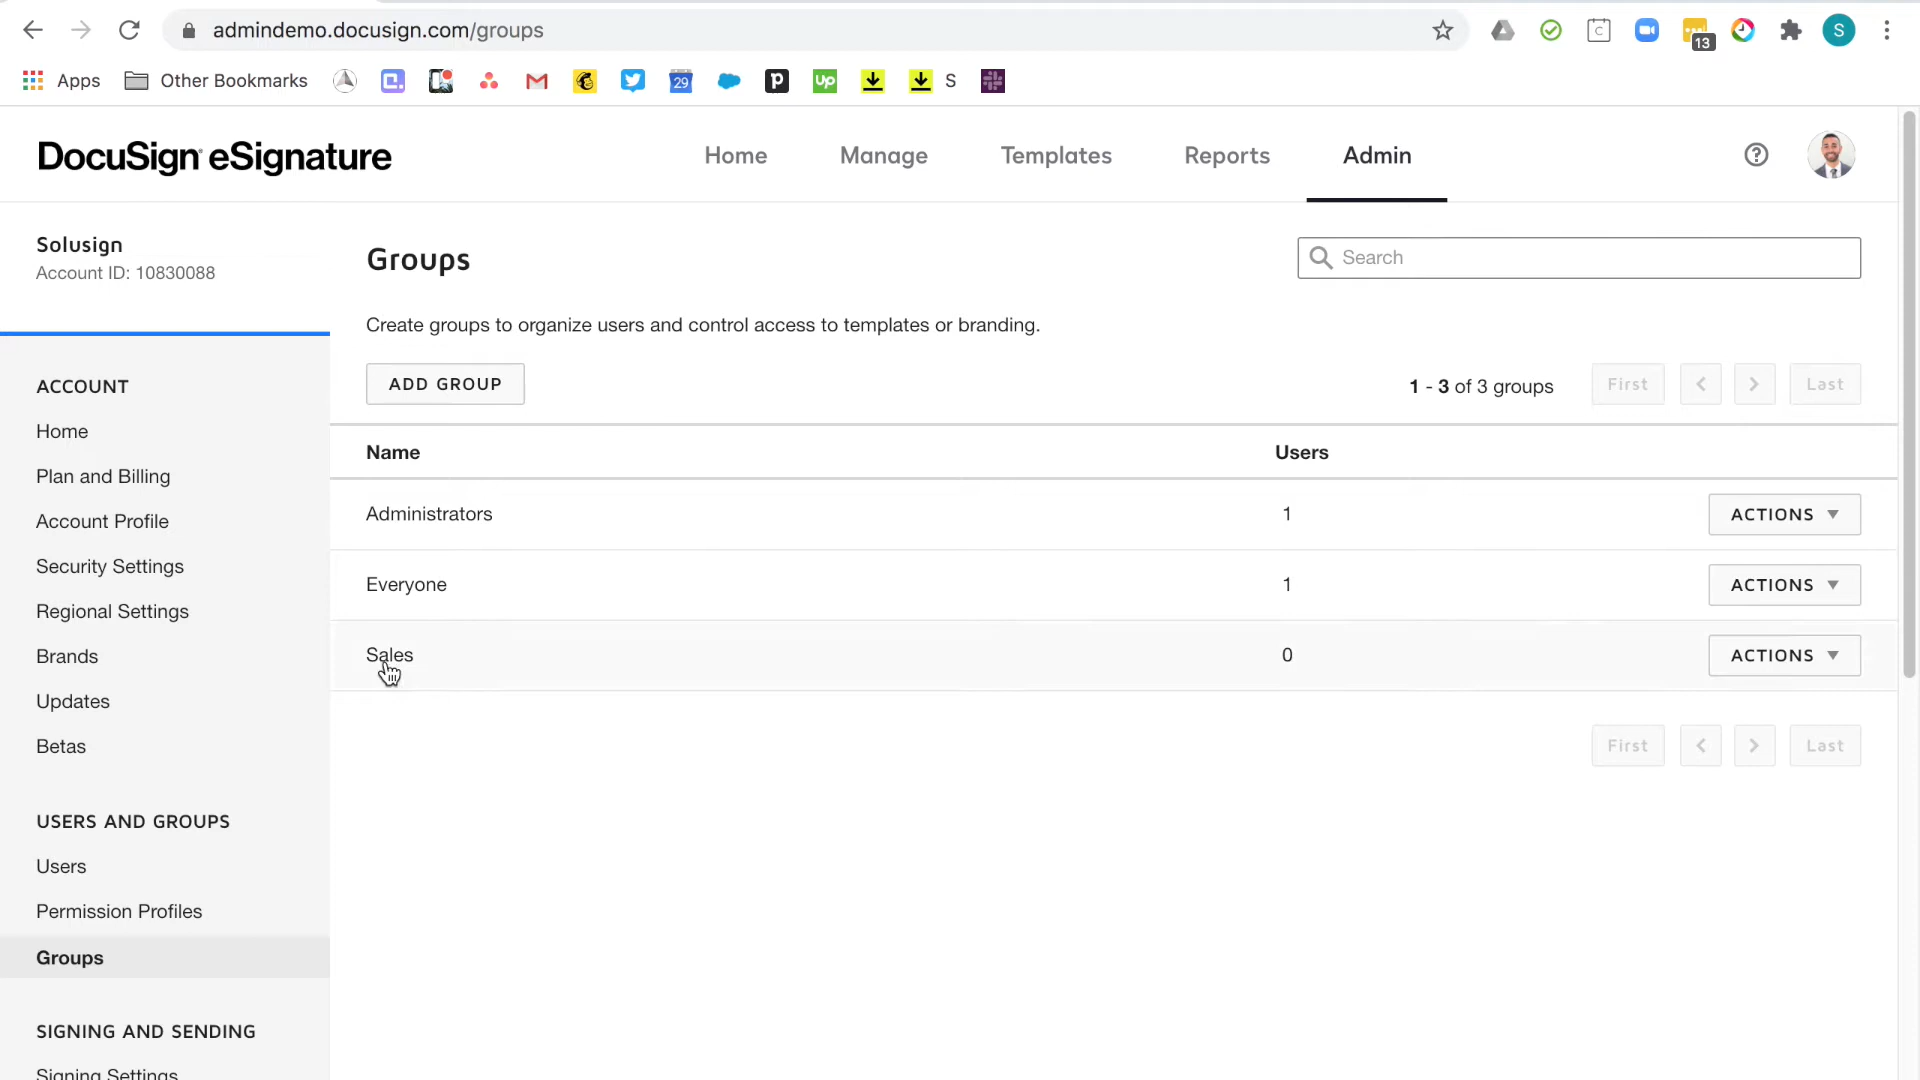 admindemo.docusign.com/groups
13
S
Apps
Other Bookmarks
29
up
S
DocuSign eSignature
Home
Manage
Templates
Reports
Admin
Solusign
Account ID: 10830088
Groups
Search
Create groups to organize users and control access to templates or branding.
ADD GROUP
1 - 3 of 3 groups
First
Last
Name
Users
Administrators
1
ACTIONS
Everyone
1
ACTIONS
Sales
0
ACTIONS
First
Last
ACCOUNT
Home
Plan and Billing
Account Profile
Security Settings
Regional Settings
Brands
Updates
Betas
USERS AND GROUPS
Users
Permission Profiles
Groups
SIGNING AND SENDING
Signing Settings